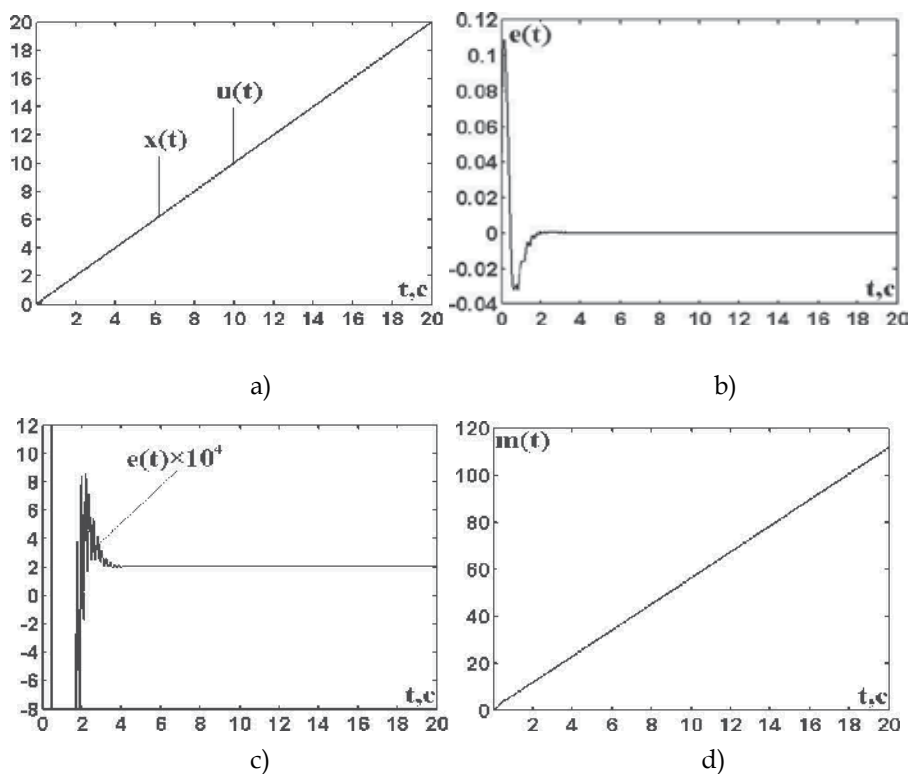 20
18
16
14
12
10
8
6
4
2
0
u(t)
x(t)
t,c
2 4 6 8 10 12 14 16 18 20
a)
0.12
0.1
0.08
0.06
0.04
0.02
0
-0.02
-0.04
e(t)
t,c
0 2 4 6 8 10 12 14 16 18 20
b)
12
10
8
6
4
2
0
-2
-4
-6
-8
e(t)×10⁴
t,c
0 2 4 6 8 10 12 14 16 18 20
c)
120
100
80
60
40
20
0
m(t)
t,c
2 4 6 8 10 12 14 16 18 20
d)